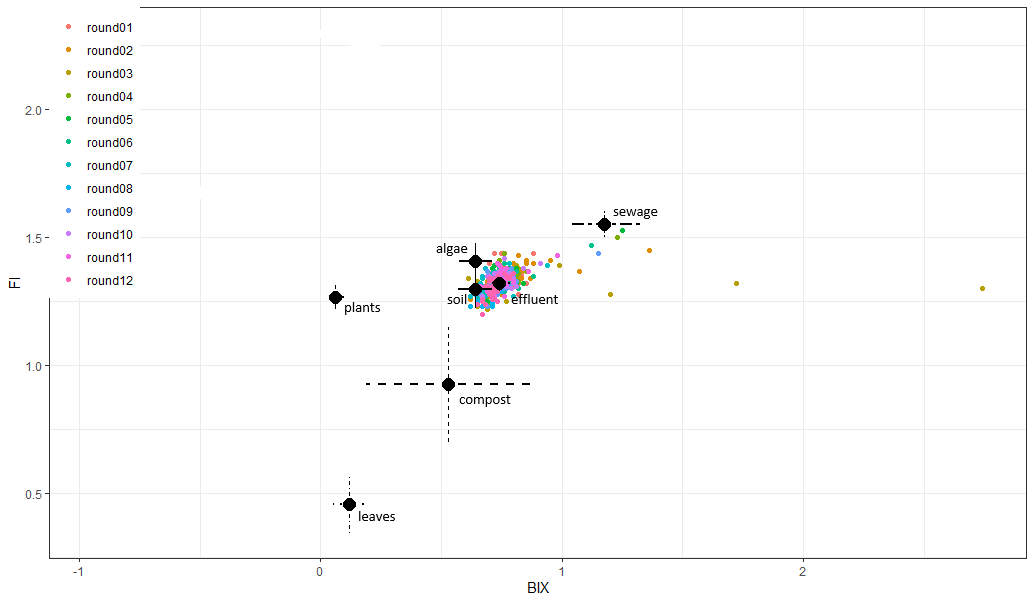 round01
round02
round03
round04
round05
round06
round07
round08
round09
round10
round11
round12
2.0
1.5
1.0
0.5
FI
sewage
algae
soil
effluent
plants
compost
leaves
-1
0
1
2
BIX